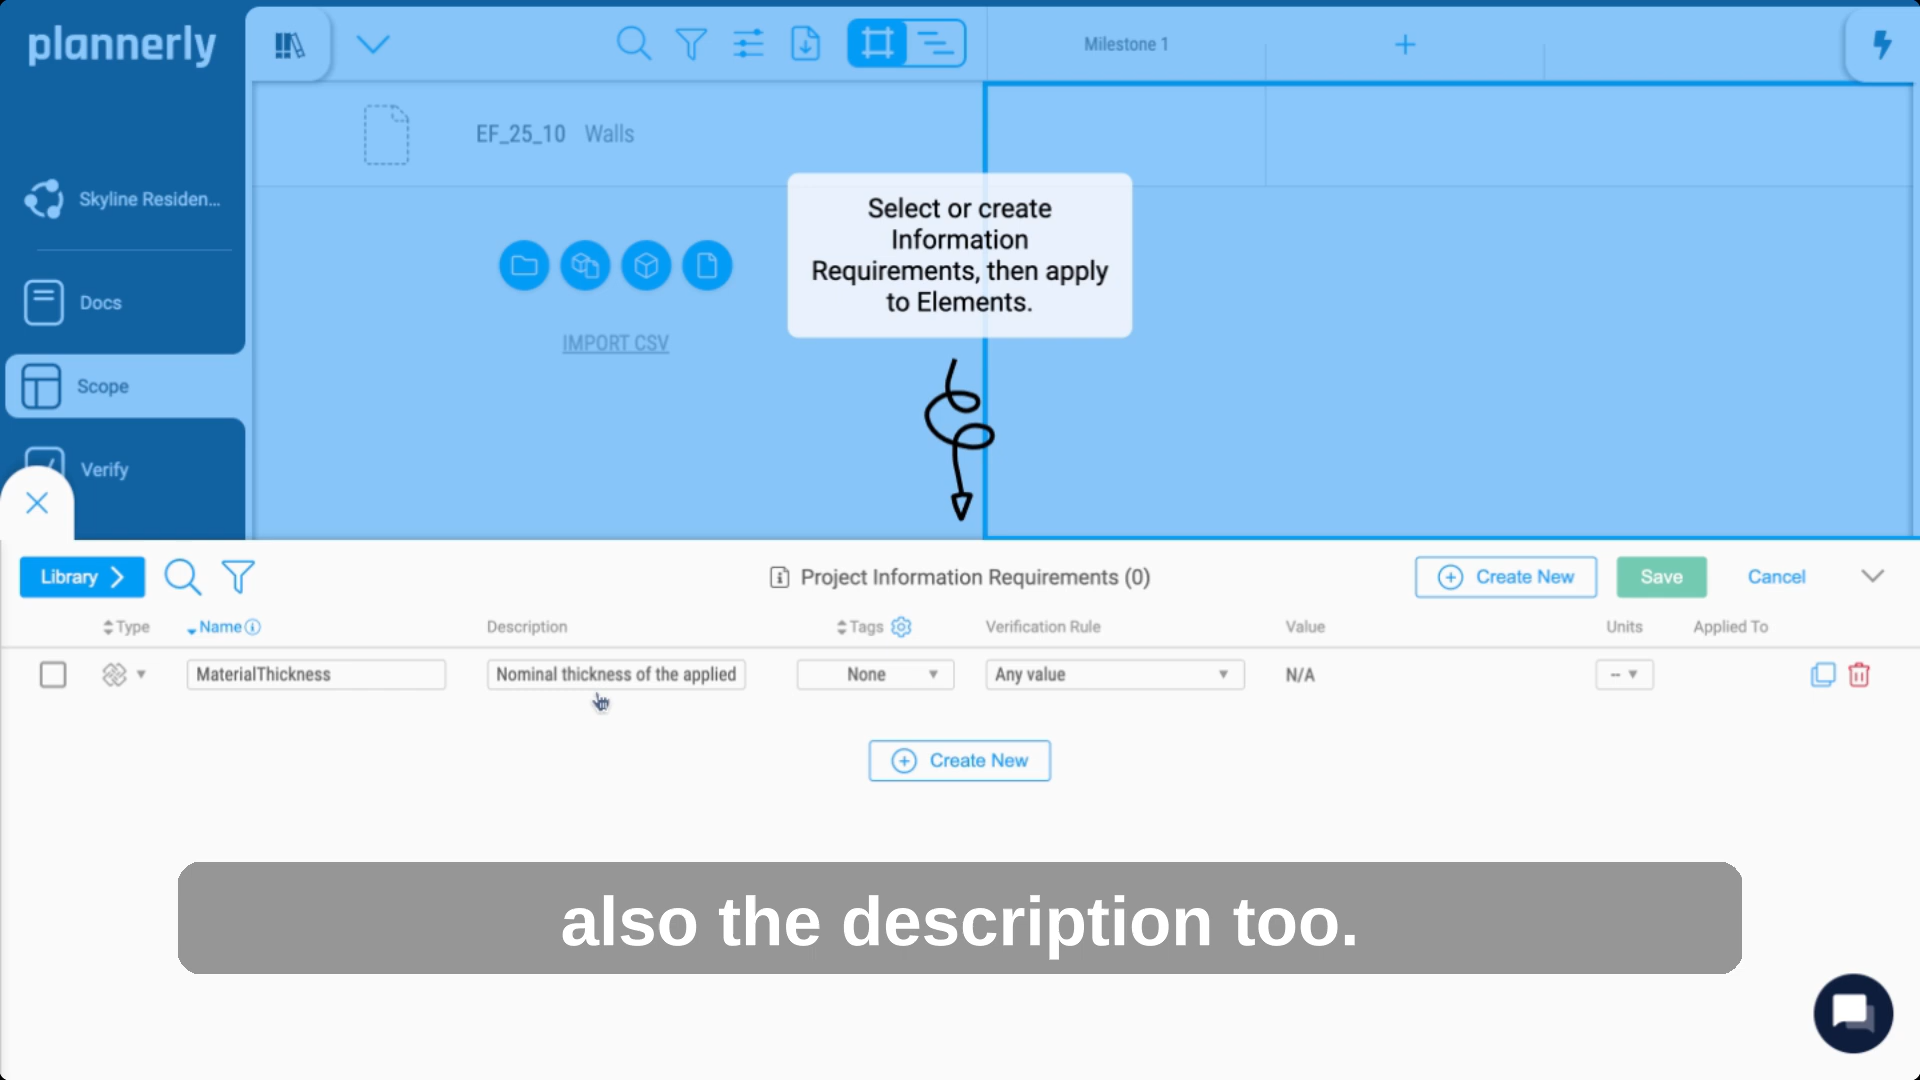 plannerly
Milestone 1
EF_25_10 Walls
Skyline Residen...
Select or create
Information
Requirements, then apply
to Elements.
Docs
IMPORT CSV
Scope
Verify
Library
Project Information Requirements (0)
Create New
Save
Cancel
Type
Name
Description
Tags
Verification Rule
Value
Units
Applied To
MaterialThickness
Nominal thickness of the applied
None
Any value
N/A
--
Create New
also the description too.